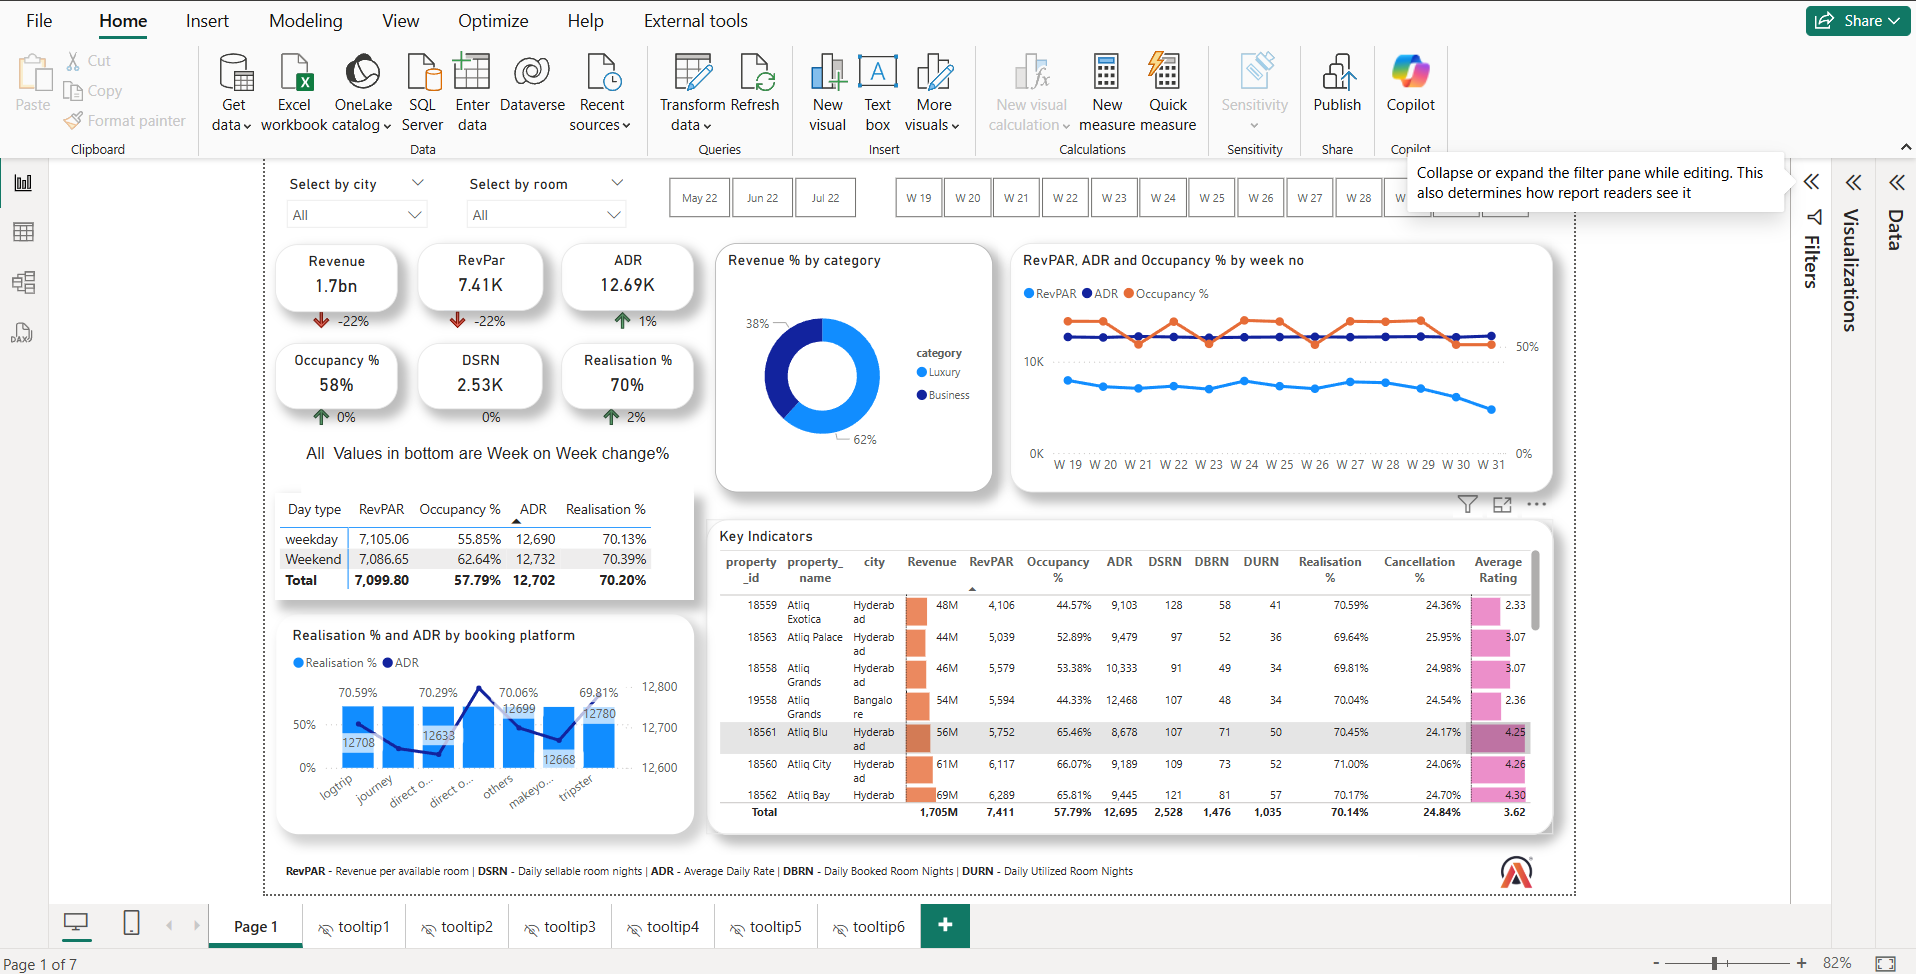 File Home Insert Modeling View Optimize Help External tools
Share
Paste
Cut
Copy
Format painter
Clipboard
Get data
Excel workbook
OneLake catalog
SQL Server
Enter data
Dataverse
Recent sources
Data
Transform data
Refresh
Queries
New visual
Text box
More visuals
Insert
New visual calculation
New measure
Quick measure
Calculations
Sensitivity
Sensitivity
Publish
Share
Copilot
Copilot
Collapse or expand the filter pane while editing. This
also determines how report readers see it
Filters
Visualizations
Data
DAX
Select by city
All
Select by room
All
May 22 Jun 22 Jul 22
W 19 W 20 W 21 W 22 W 23 W 24 W 25 W 26 W 27 W 28 W
Revenue
1.7bn
-22%
RevPar
7.41K
-22%
ADR
12.69K
1%
Occupancy %
58%
0%
DSRN
2.53K
0%
Realisation %
70%
2%
All Values in bottom are Week on Week change%
Revenue % by category
38%
62%
category
Luxury
Business
RevPAR, ADR and Occupancy % by week no
RevPAR ADR Occupancy %
10K
0K
50%
0%
W 19 W 20 W 21 W 22 W 23 W 24 W 25 W 26 W 27 W 28 W 29 W 30 W 31
Day type RevPAR Occupancy % ADR Realisation %
weekday 7,105.06 55.85% 12,690 70.13%
Weekend 7,086.65 62.64% 12,732 70.39%
Total 7,099.80 57.79% 12,702 70.20%
Realisation % and ADR by booking platform
Realisation % ADR
70.59% 70.29% 70.06% 69.81%
12,800
12,700
12,600
50%
0%
12708 12633 12699 12668 12780
logtrip journey direct o... direct o... others makeyo... tripster
Key Indicators
property_id property_name city Revenue RevPAR Occupancy % ADR DSRN DBRN DURN Realisation % Cancellation % Average Rating
18559 Atliq Exotica Hyderabad 48M 4,106 44.57% 9,103 128 58 41 70.59% 24.36% 2.33
18563 Atliq Palace Hyderabad 44M 5,039 52.89% 9,479 97 52 36 69.64% 25.95% 3.07
18558 Atliq Grands Hyderabad 46M 5,579 53.38% 10,333 91 49 34 69.81% 24.98% 3.07
19558 Atliq Grands Bangalore 54M 5,594 44.33% 12,468 107 48 34 70.04% 24.54% 2.36
18561 Atliq Blu Hyderabad 56M 5,752 65.46% 8,678 107 71 50 70.45% 24.17% 4.25
18560 Atliq City Hyderabad 61M 6,117 66.07% 9,189 109 73 52 71.00% 24.06% 4.26
18562 Atliq Bay Hyderab 69M 6,289 65.81% 9,445 121 81 57 70.17% 24.70% 4.30
Total 1,705M 7,411 57.79% 12,695 2,528 1,476 1,035 70.14% 24.84% 3.62
RevPAR - Revenue per available room | DSRN - Daily sellable room nights | ADR - Average Daily Rate | DBRN - Daily Booked Room Nights | DURN - Daily Utilized Room Nights
Page 1 tooltip1 tooltip2 tooltip3 tooltip4 tooltip5 tooltip6
Page 1 of 7
82%